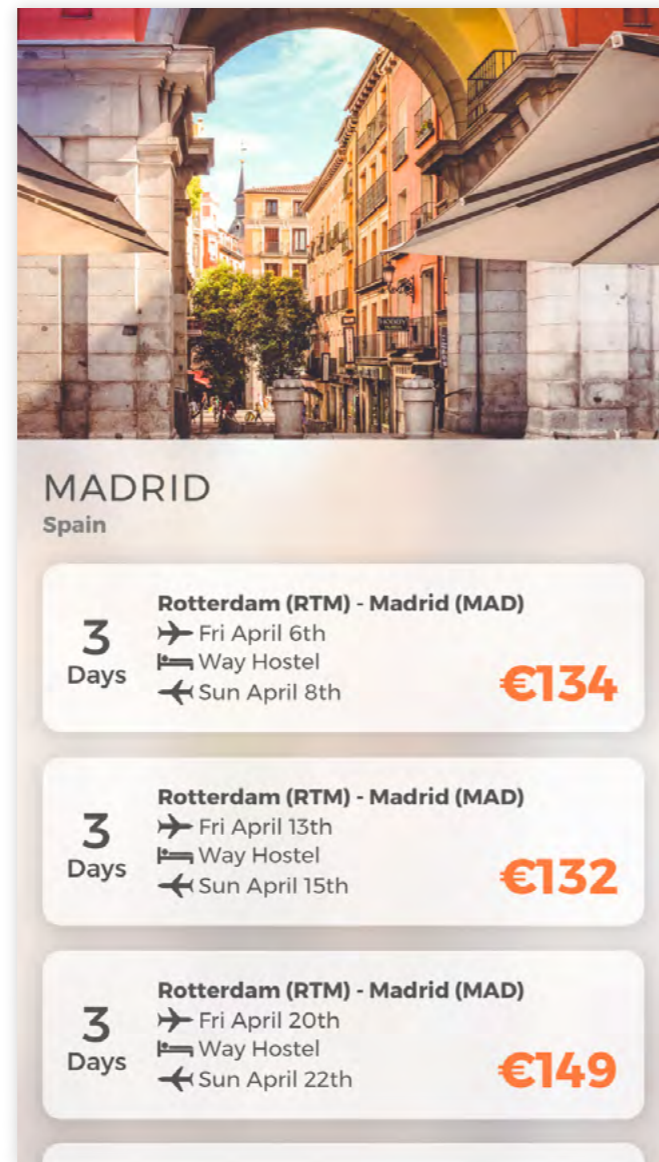 MADRID
Spain
Rotterdam (RTM) - Madrid (MAD)
Fri April 6th
3
Days
Way Hostel
Sun April 8th
€134
Rotterdam (RTM) - Madrid (MAD)
Fri April 13th
3
Days
Way Hostel
Sun April 15th
€132
Rotterdam (RTM) - Madrid (MAD)
Fri April 20th
3
Days
Way Hostel
Sun April 22th
€149